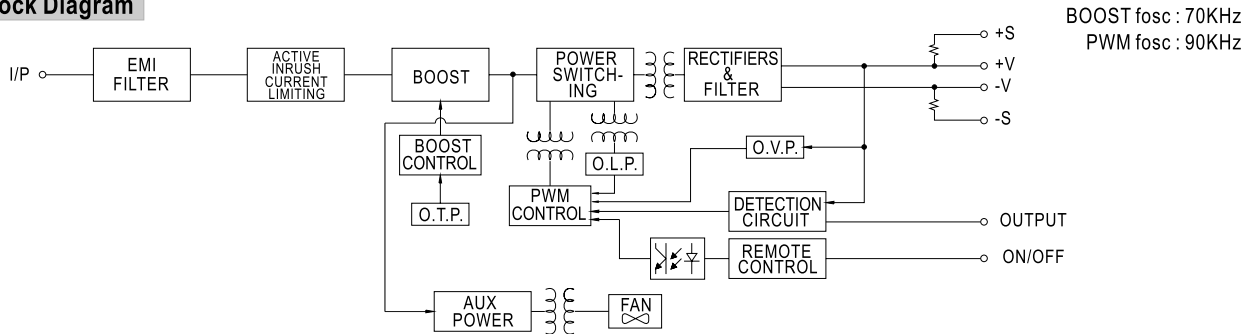 ock Diagram
BOOST fosc : 70KHz
PWM fosc : 90KHz
I/P
EMI
FILTER
ACTIVE
INRUSH
CURRENT
LIMITING
BOOST
POWER
SWITCH-
ING
RECTIFIERS
&
FILTER
+S
+V
-V
-S
BOOST
CONTROL
O.T.P.
O.L.P.
PWM
CONTROL
O.V.P.
DETECTION
CIRCUIT
OUTPUT
REMOTE
CONTROL
ON/OFF
AUX
POWER
FAN